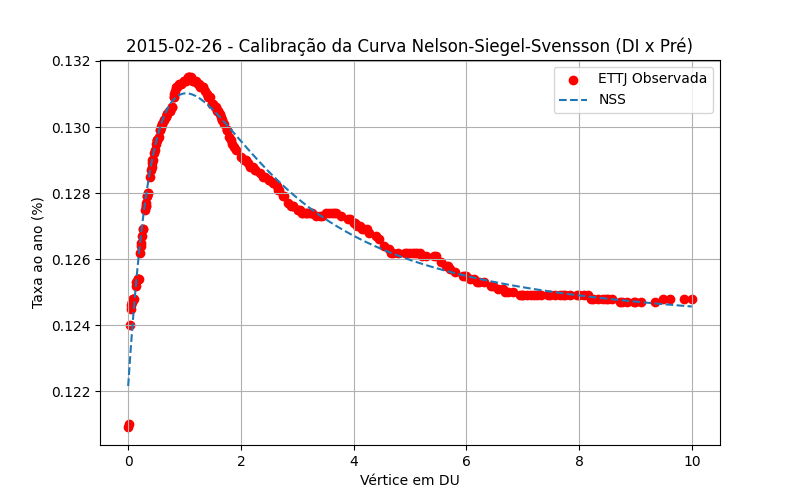 2015-02-26 - Calibração da Curva Nelson-Siegel-Svensson (DI x Pré)
0.132
0.130
0.128
0.126
0.124
0.122
Taxa ao ano (%)
ETTJ Observada
NSS
0
2
4
6
8
10
Vértice em DU